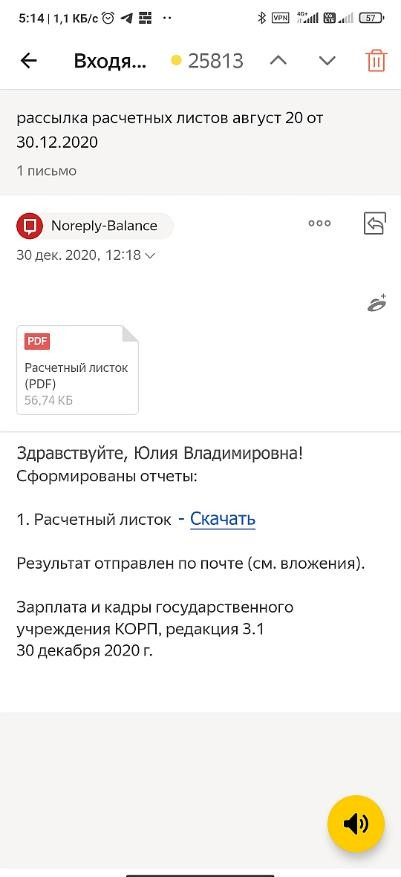 5:14 | 1,1 КБ/с
VPN 4G+ 57
Входя... 25813
рассылка расчетных листов август 20 от
30.12.2020
1 письмо
Noreply-Balance
30 дек. 2020, 12:18
PDF
Расчетный листок
(PDF)
56,74 КБ
Здравствуйте, Юлия Владимировна!
Сформированы отчеты:
1. Расчетный листок - Скачать
Результат отправлен по почте (см. вложения).
Зарплата и кадры государственного
учреждения КОРП, редакция 3.1
30 декабря 2020 г.